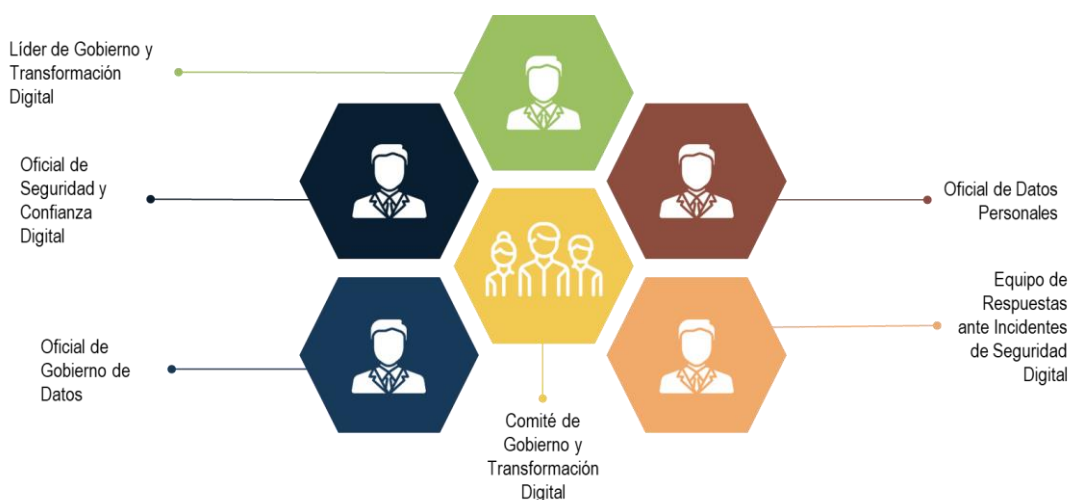 Líder de Gobierno y
Transformación
Digital
Oficial de
Seguridad y
Confianza
Digital
Oficial de Datos
Personales
Equipo de
Respuestas
ante Incidentes
de Seguridad
Digital
Oficial de
Gobierno de
Datos
Comité de
Gobierno y
Transformación
Digital